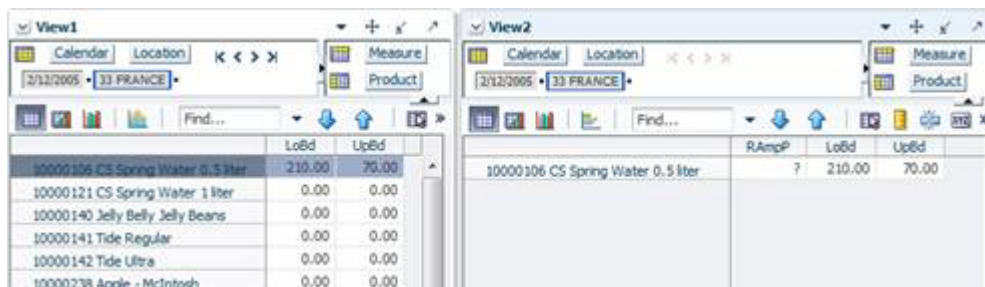 View1
Calendar Location Measure
2/12/2005 33 FRANCE Product
Find...
LoBd UpBd
10000106 CS Spring Water 0.5 liter 210.00 70.00
10000121 CS Spring Water 1 liter 0.00 0.00
10000140 Jelly Belly Jelly Beans 0.00 0.00
10000141 Tide Regular 0.00 0.00
10000142 Tide Ultra 0.00 0.00
10000238 Apple - McIntosh 0.00 0.00
View2
Calendar Location Measure
2/12/2005 33 FRANCE Product
Find...
XYZ
RAmpP LoBd UpBd
10000106 CS Spring Water 0.5 liter ? 210.00 70.00